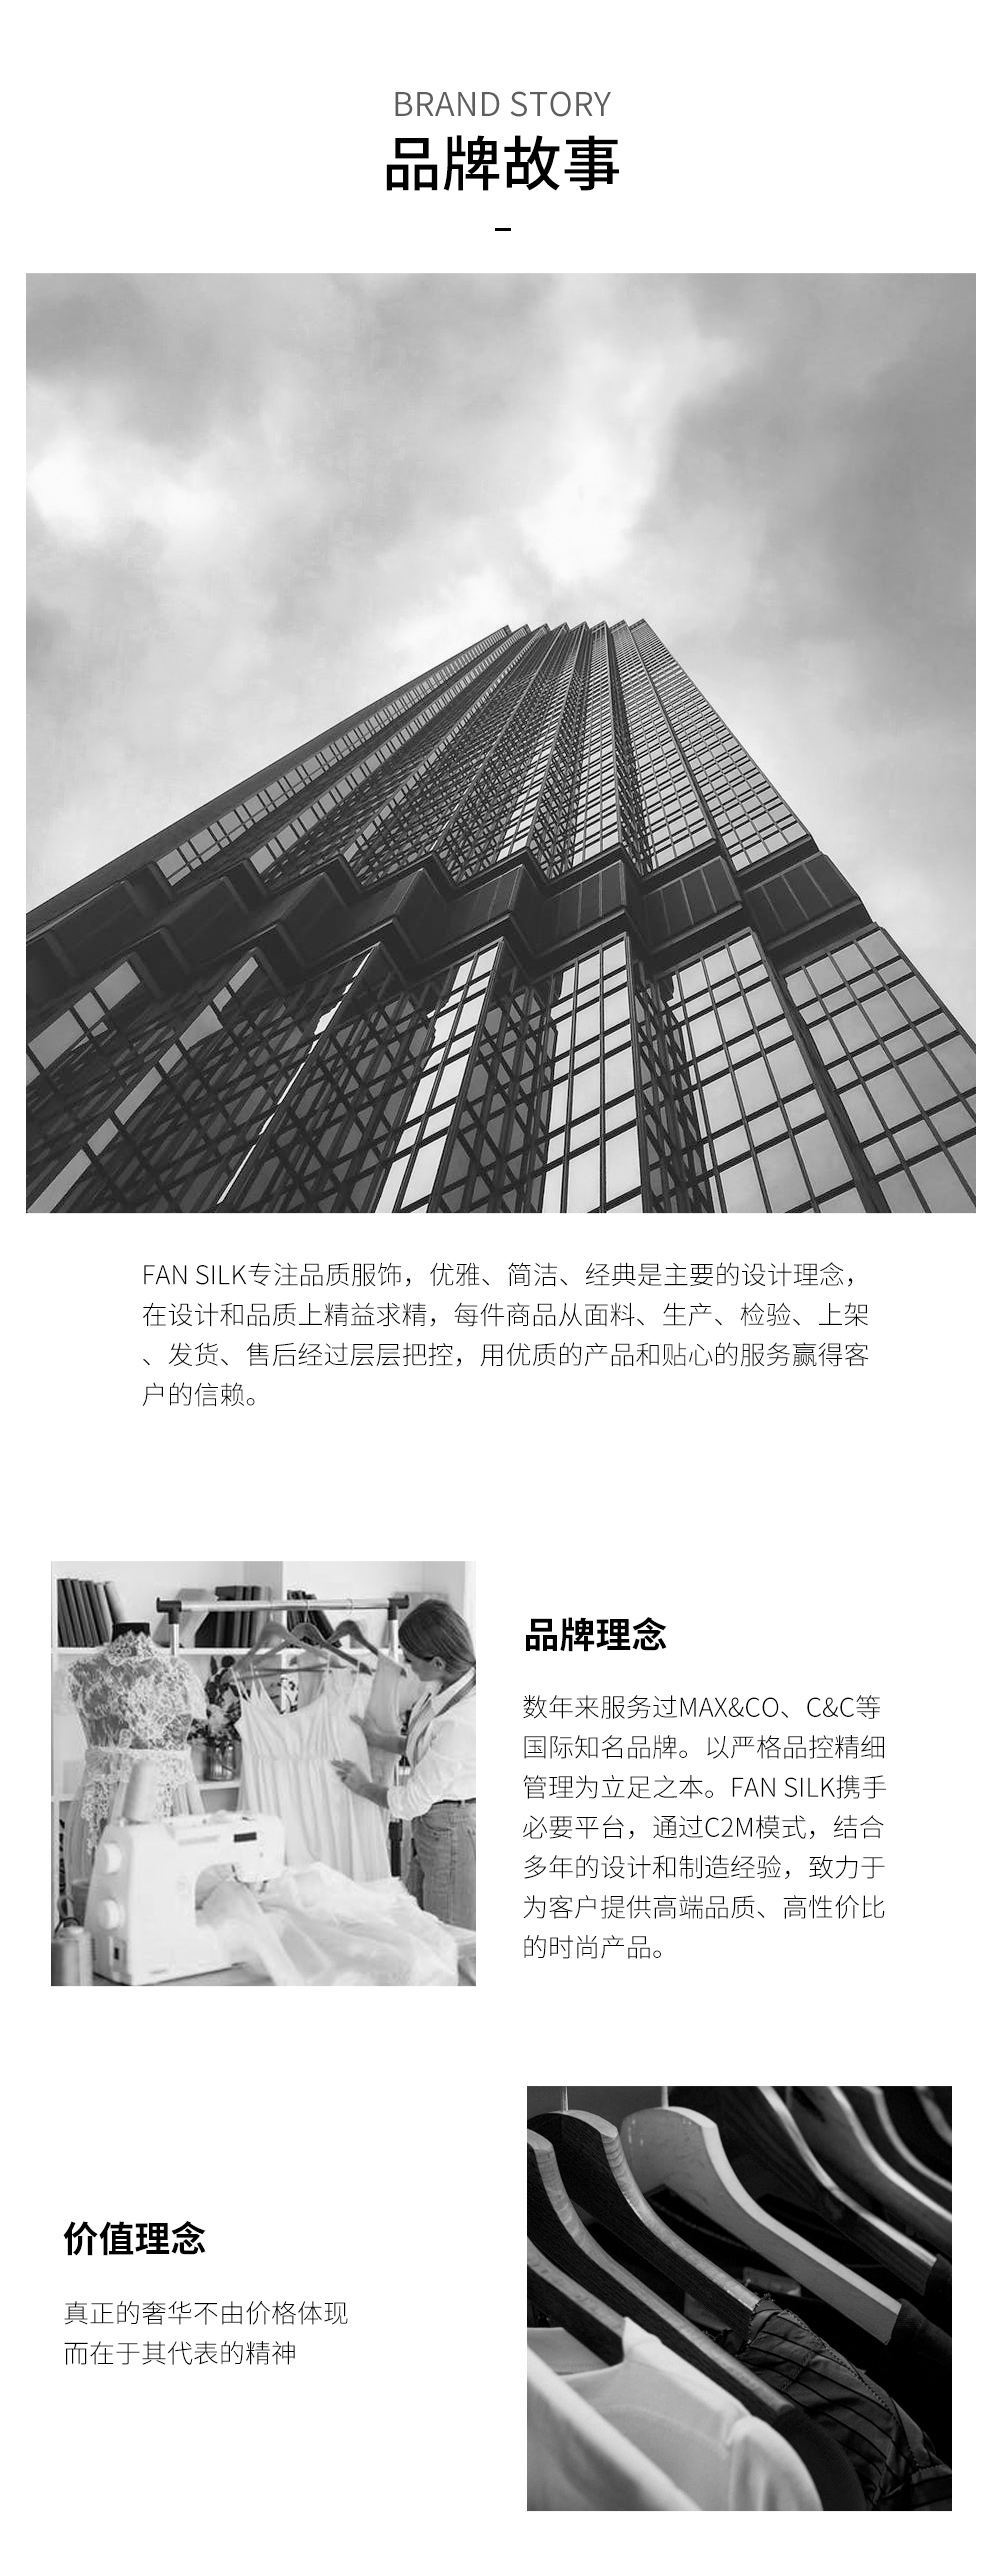 BRAND STORY
品牌故事
FAN SILK专注品质服饰，优雅、简洁、经典是主要的设计理念，
在设计和品质上精益求精，每件商品从面料、生产、检验、上架
、发货、售后经过层层把控，用优质的产品和贴心的服务赢得客
户的信赖。
品牌理念
数年来服务过MAX&CO、C&C等
国际知名品牌。以严格品控精细
管理为立足之本。FAN SILK携手
必要平台，通过C2M模式，结合
多年的设计和制造经验，致力于
为客户提供高端品质、高性价比
的时尚产品。
价值理念
真正的奢华不由价格体现
而在于其代表的精神